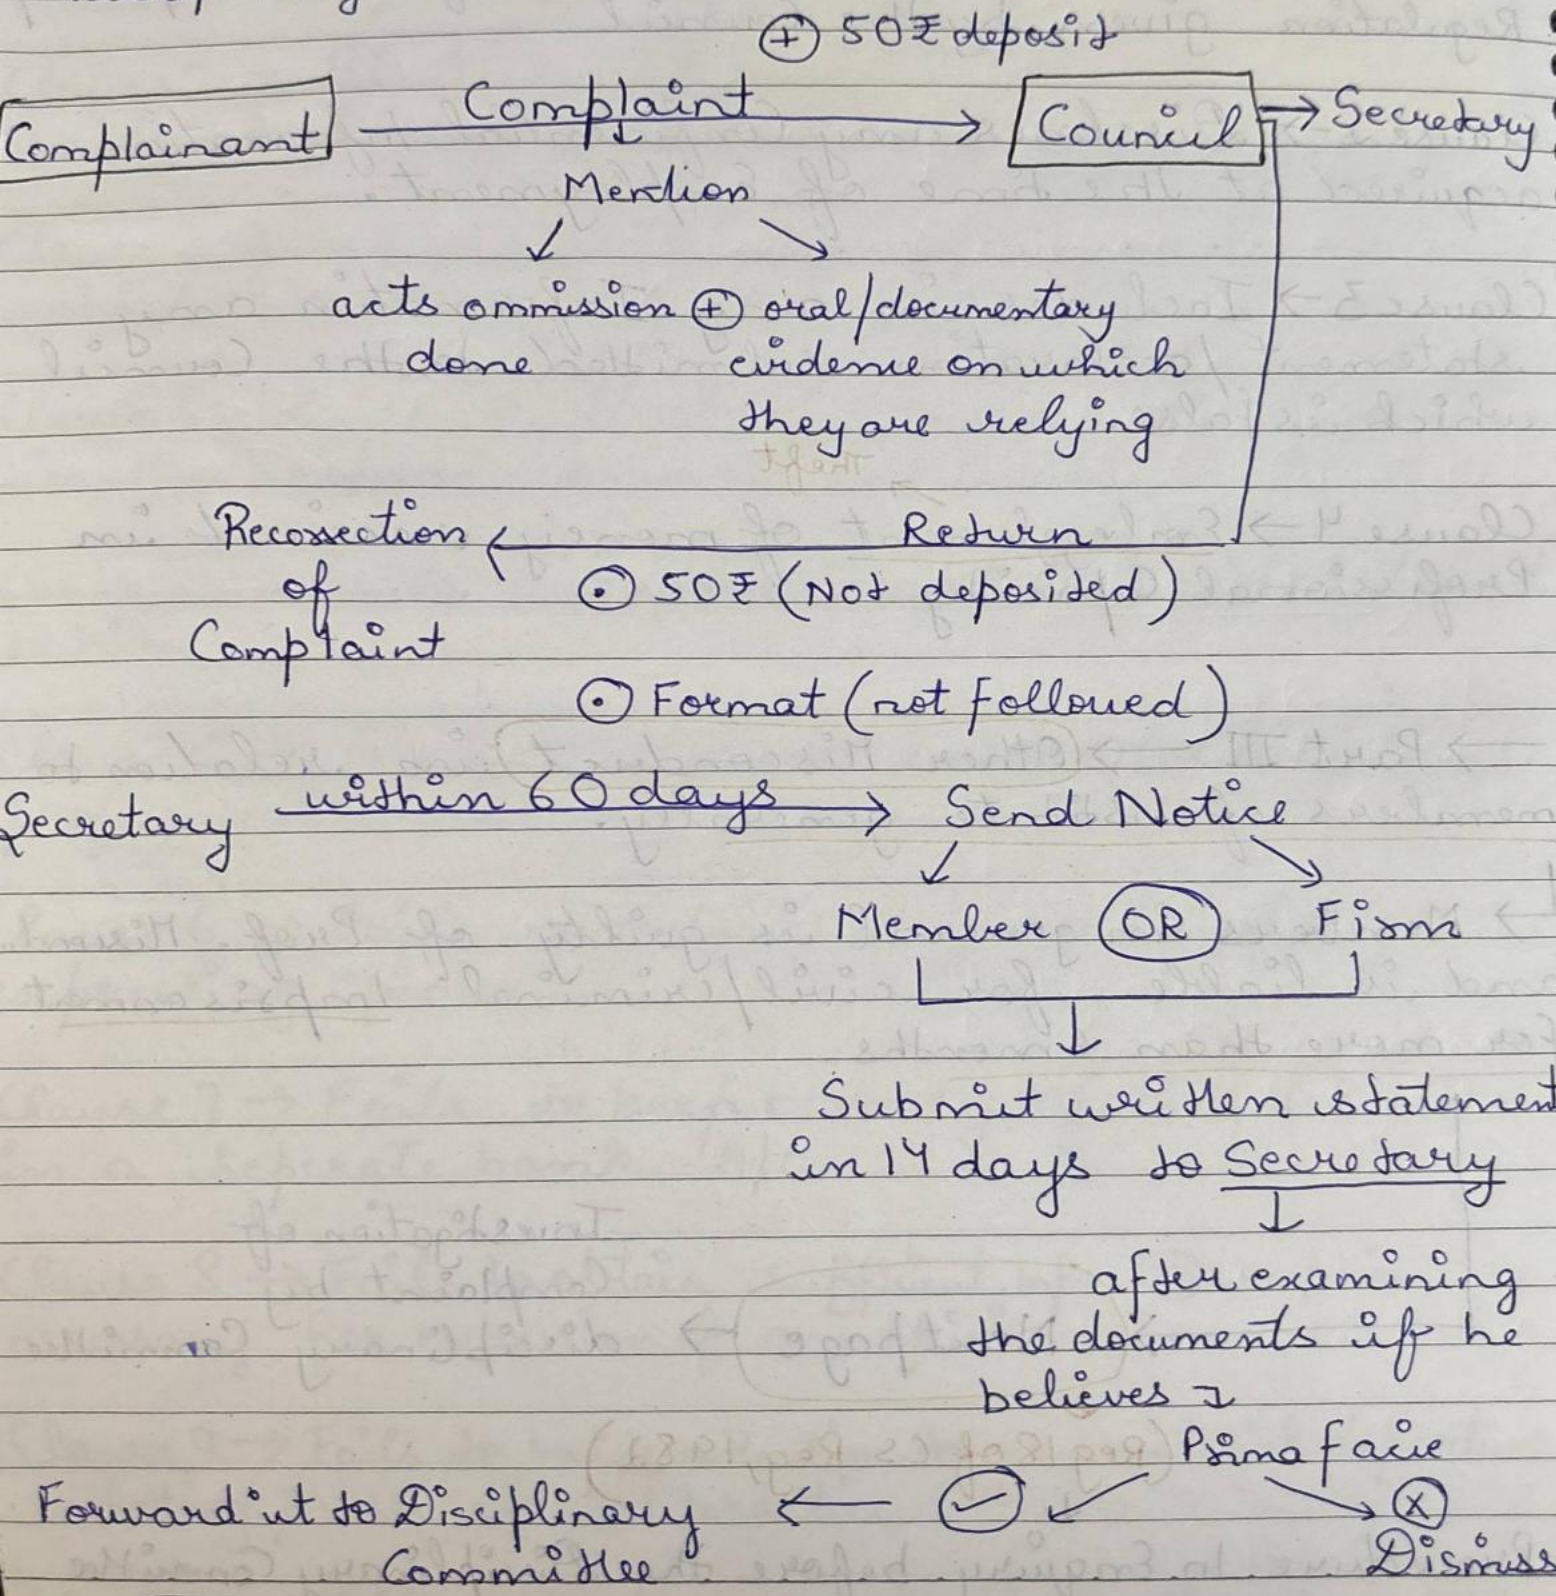 ⊕ 50₹ deposit
Complainant Complaint → Council → Secretary
↓
Mention
↙ ↘
acts ommission ⊕ oral/documentary
done evidence on which
they are relying
Recorrection ← Return
of ⊙ 50₹ (Not deposited)
Complaint
⊙ Format (not followed)
Secretary within 60 days → Send Notice
↙ ↘
Member OR Firm
↓
Submit written statement
in 14 days to Secretary
↓
after examining
the documents if he
believes ↴
Prima facie
Forward it to Disciplinary ← ✓ ↙ ↘ ⓧ
Committee Dismiss